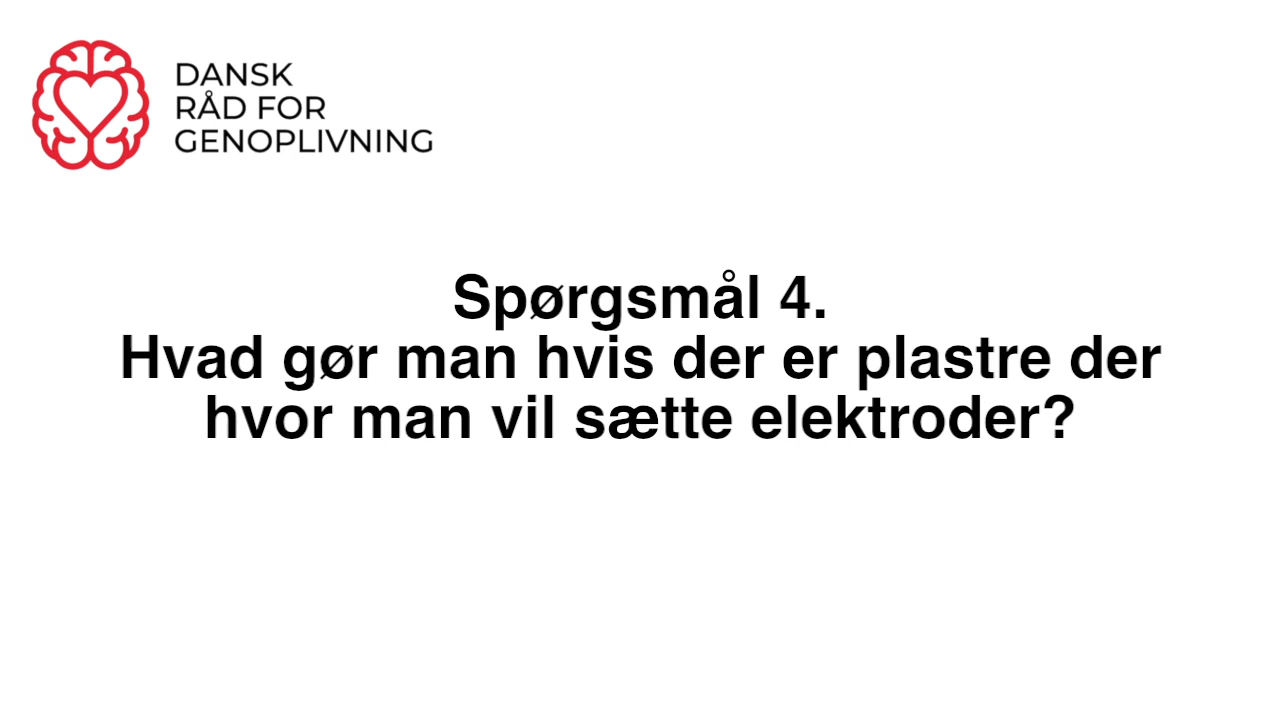 DANSK
RÅD FOR
GENOPLIVNING
Spørgsmål 4.
Hvad gør man hvis der er plastre der
hvor man vil sætte elektroder?